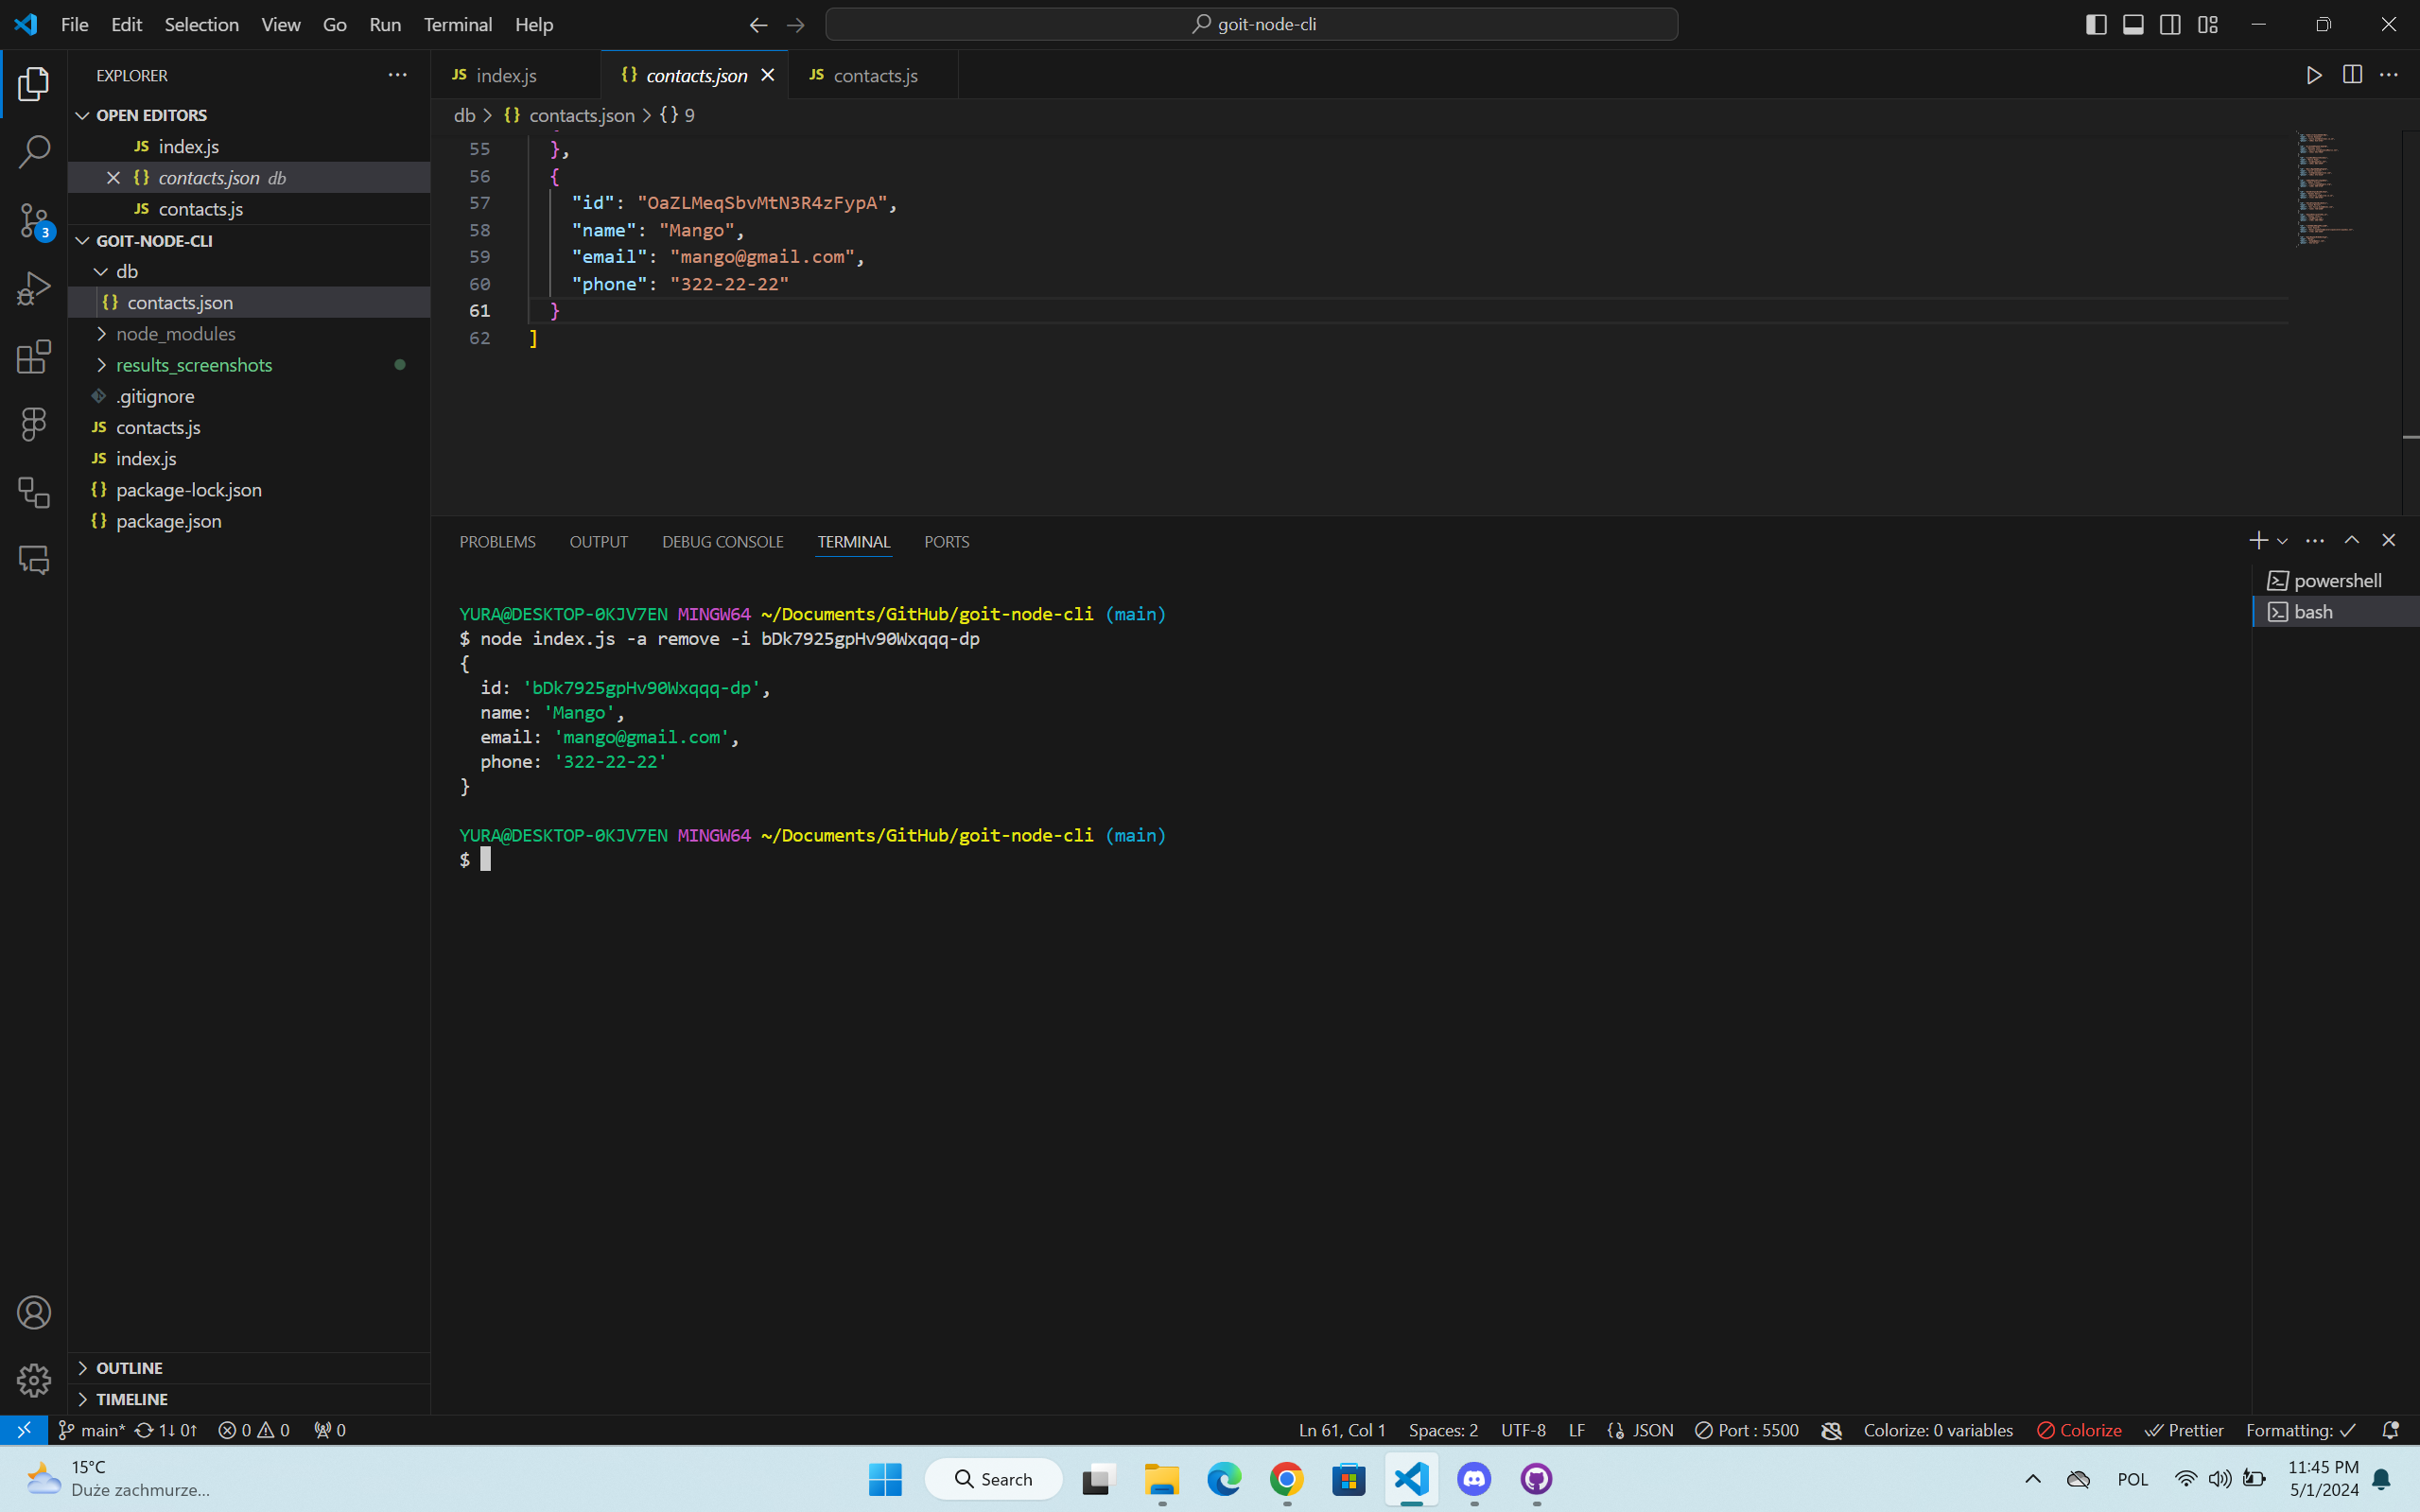 File Edit Selection View Go Run Terminal Help
goit-node-cli
EXPLORER
OPEN EDITORS
JS index.js
{} contacts.json db
JS contacts.js
GOIT-NODE-CLI
db
{} contacts.json
node_modules
results_screenshots
.gitignore
JS contacts.js
JS index.js
{} package-lock.json
{} package.json
OUTLINE
TIMELINE
3
JS index.js {} contacts.json JS contacts.js
db > {} contacts.json > {} 9
55 },
56 {
57 "id": "OaZLMeqSbvMtN3R4zFypA",
58 "name": "Mango",
59 "email": "mango@gmail.com",
60 "phone": "322-22-22"
61 }
62 ]
PROBLEMS OUTPUT DEBUG CONSOLE TERMINAL PORTS
powershell
bash
YURA@DESKTOP-0KJV7EN MINGW64 ~/Documents/GitHub/goit-node-cli (main)
$ node index.js -a remove -i bDk7925gpHv90Wxqqq-dp
{
id: 'bDk7925gpHv90Wxqqq-dp',
name: 'Mango',
email: 'mango@gmail.com',
phone: '322-22-22'
}
YURA@DESKTOP-0KJV7EN MINGW64 ~/Documents/GitHub/goit-node-cli (main)
$
main* 1↓ 0↑ 0 0 0 Ln 61, Col 1 Spaces: 2 UTF-8 LF {} JSON Port : 5500 Colorize: 0 variables Colorize Prettier Formatting: ✓
15°C
Duże zachmurze...
Search
POL
11:45 PM
5/1/2024